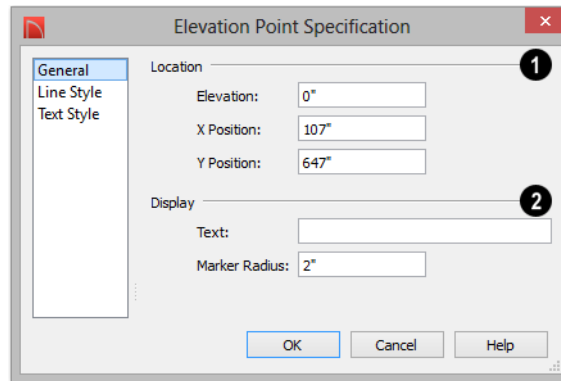 Elevation Point Specification
General
Line Style
Text Style
Location
1
Elevation: 0"
X Position: 107"
Y Position: 647"
Display
2
Text:
Marker Radius: 2"
OK Cancel Help